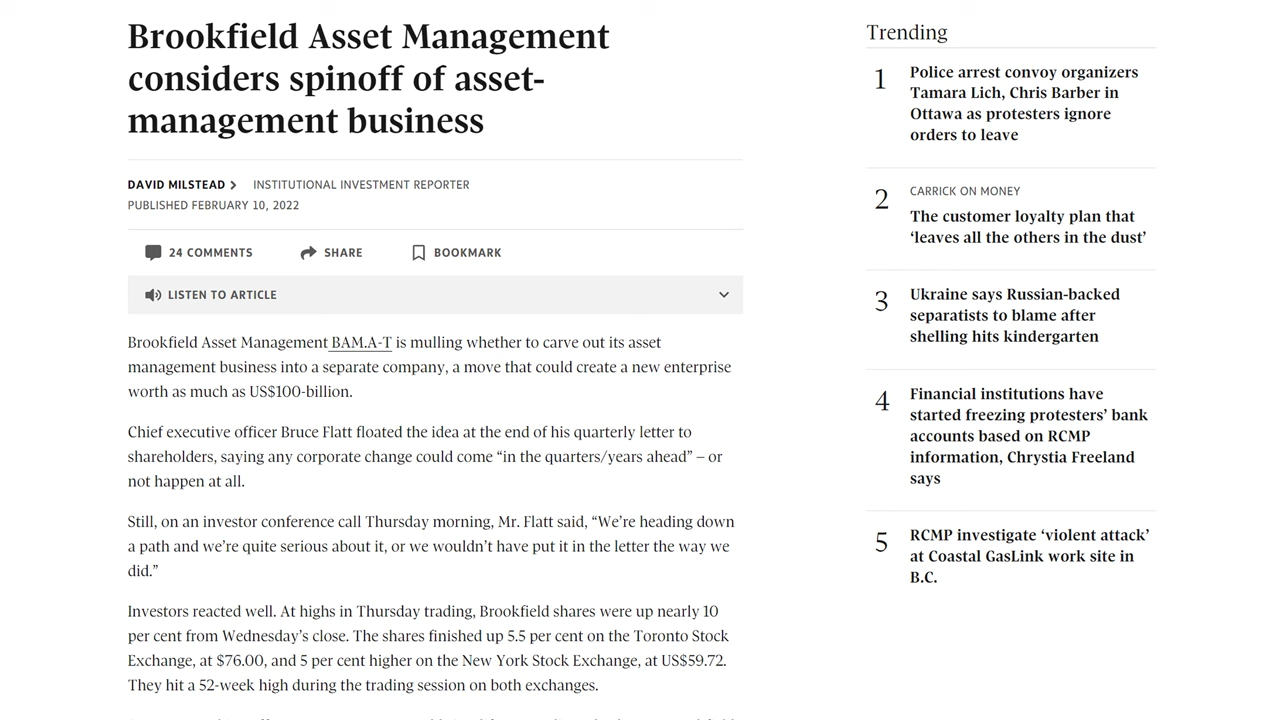 Brookfield Asset Management
considers spinoff of asset-
management business
DAVID MILSTEAD > INSTITUTIONAL INVESTMENT REPORTER
PUBLISHED FEBRUARY 10, 2022
24 COMMENTS SHARE BOOKMARK
LISTEN TO ARTICLE
Brookfield Asset Management BAM.A-T is mulling whether to carve out its asset
management business into a separate company, a move that could create a new enterprise
worth as much as US$100-billion.
Chief executive officer Bruce Flatt floated the idea at the end of his quarterly letter to
shareholders, saying any corporate change could come “in the quarters/years ahead” – or
not happen at all.
Still, on an investor conference call Thursday morning, Mr. Flatt said, “We’re heading down
a path and we’re quite serious about it, or we wouldn’t have put it in the letter the way we
did.”
Investors reacted well. At highs in Thursday trading, Brookfield shares were up nearly 10
per cent from Wednesday’s close. The shares finished up 5.5 per cent on the Toronto Stock
Exchange, at $76.00, and 5 per cent higher on the New York Stock Exchange, at US$59.72.
They hit a 52-week high during the trading session on both exchanges.
Trending
1
Police arrest convoy organizers
Tamara Lich, Chris Barber in
Ottawa as protesters ignore
orders to leave
2
CARRICK ON MONEY
The customer loyalty plan that
‘leaves all the others in the dust’
3
Ukraine says Russian-backed
separatists to blame after
shelling hits kindergarten
4
Financial institutions have
started freezing protesters’ bank
accounts based on RCMP
information, Chrystia Freeland
says
5
RCMP investigate ‘violent attack’
at Coastal GasLink work site in
B.C.